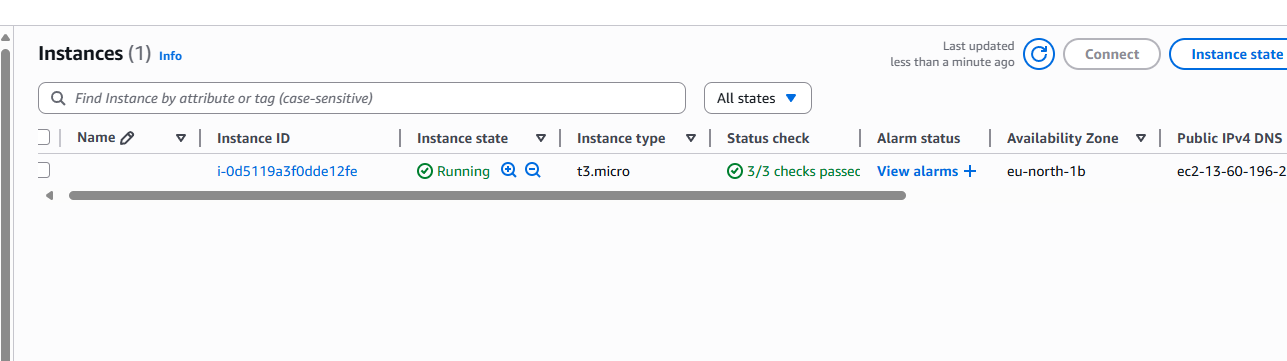 Instances (1) Info
Last updated
less than a minute ago
Connect
Instance state
Find Instance by attribute or tag (case-sensitive)
All states
Name Instance ID Instance state Instance type Status check Alarm status Availability Zone Public IPv4 DNS
i-0d5119a3f0dde12fe Running t3.micro 3/3 checks passec View alarms + eu-north-1b ec2-13-60-196-2